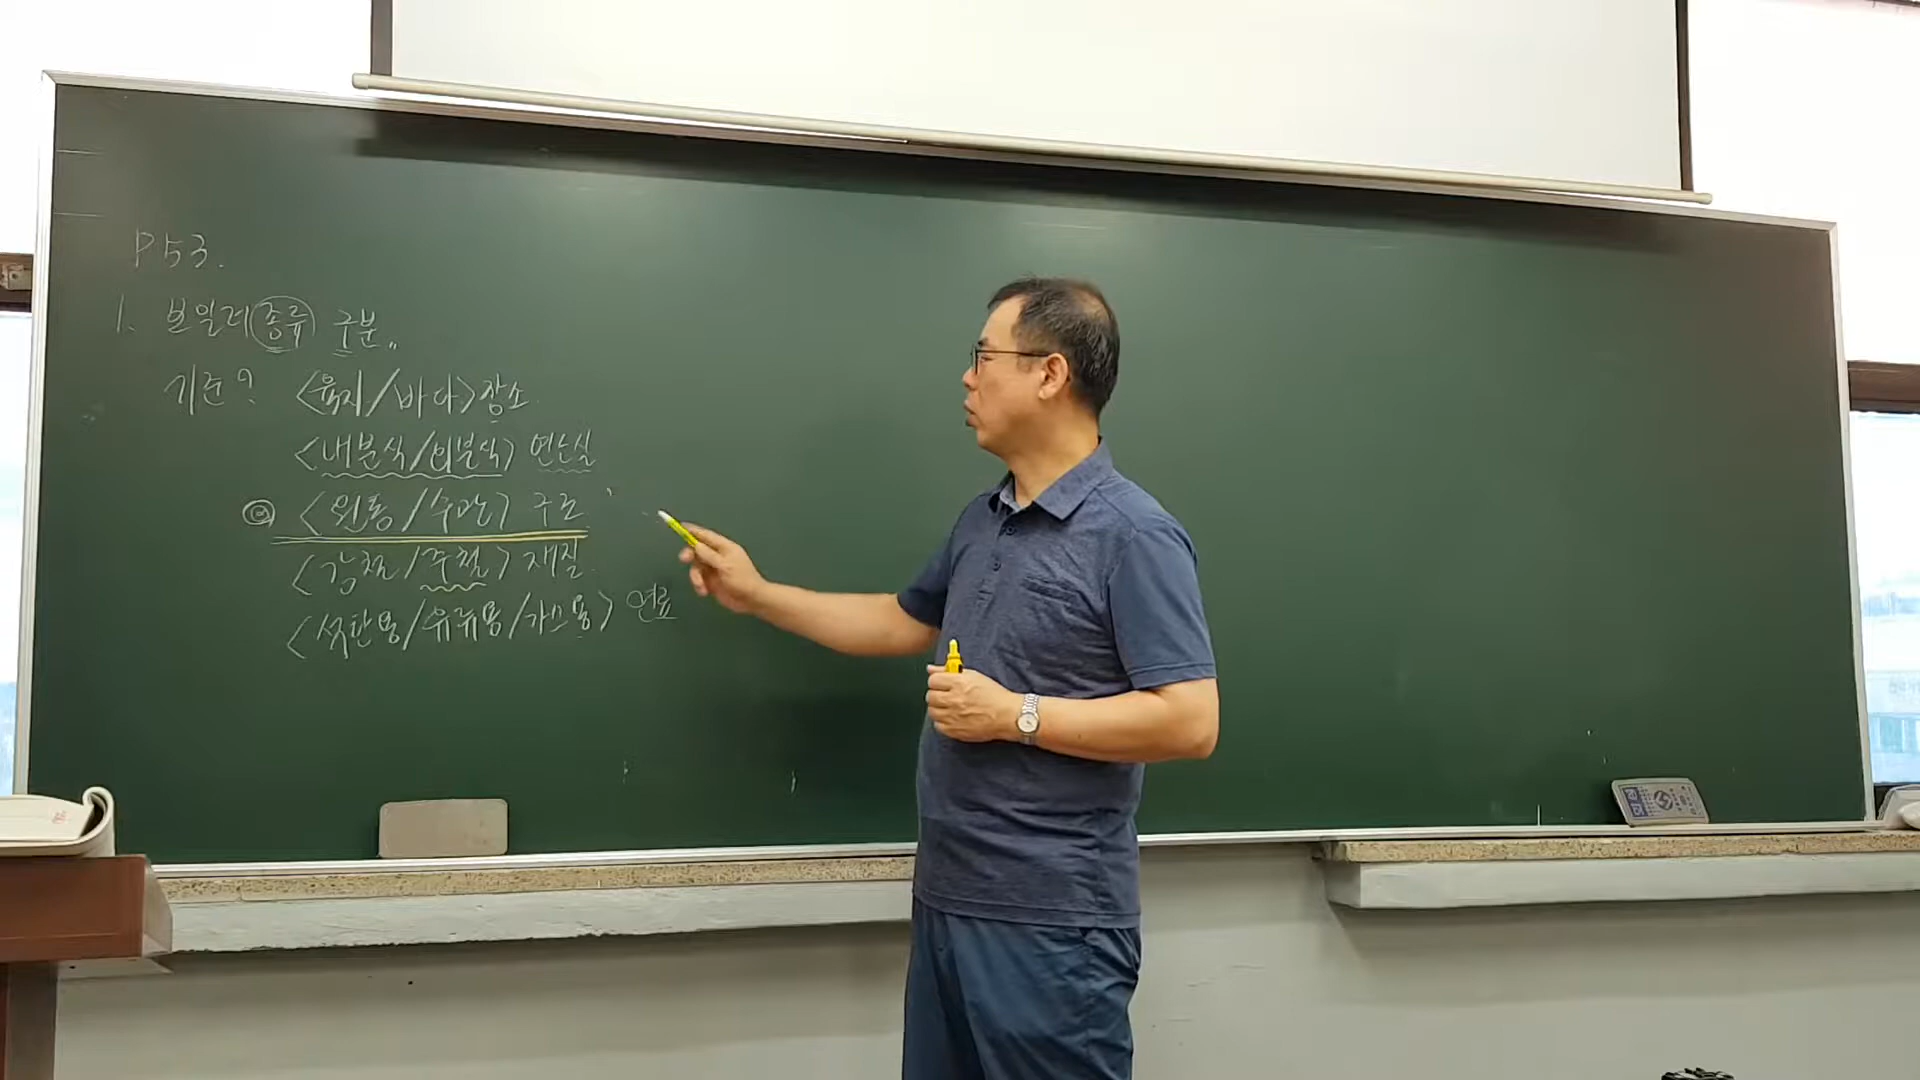 P53.
1. 보일러 종류 구분..
기준? <육지/바다> 장소
<내분식/외분식> 연소실
◎ <원통/수관> 구조
<강철/주철> 재질
<석탄용/유류용/가스용> 연료